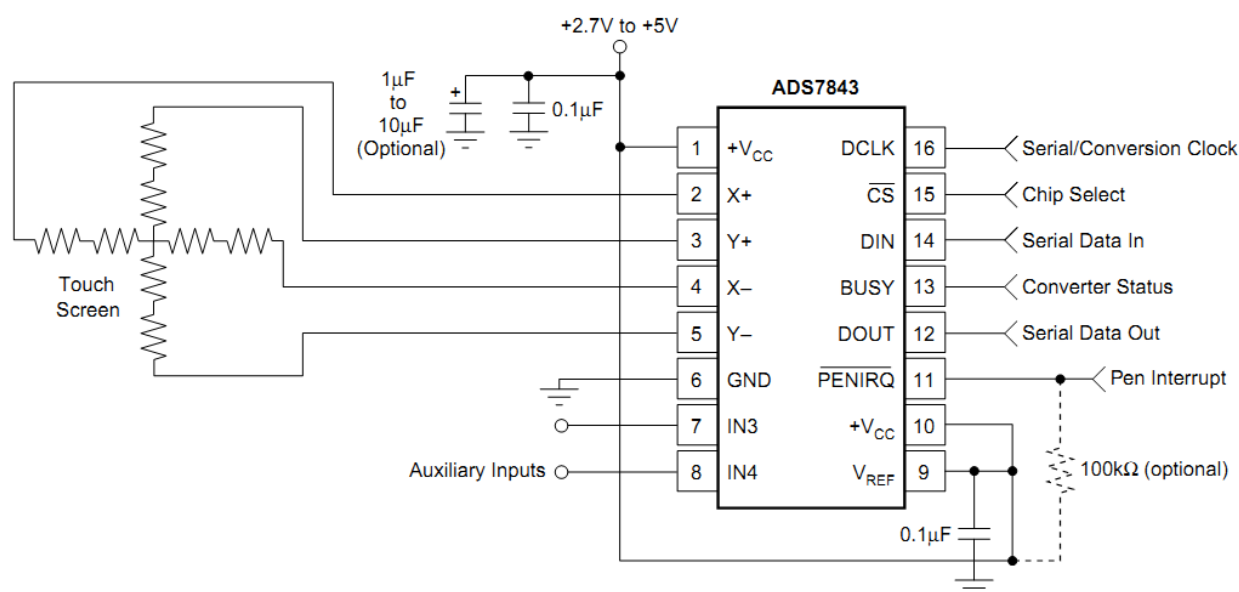 +2.7V to +5V
1µF
to
10µF
(Optional)
+
0.1µF
ADS7843
1 +VCC DCLK 16 Serial/Conversion Clock
2 X+ CS 15 Chip Select
3 Y+ DIN 14 Serial Data In
4 X– BUSY 13 Converter Status
5 Y– DOUT 12 Serial Data Out
6 GND PENIRQ 11 Pen Interrupt
7 IN3 +VCC 10
Auxiliary Inputs 8 IN4 VREF 9 100kΩ (optional)
0.1µF
Touch
Screen